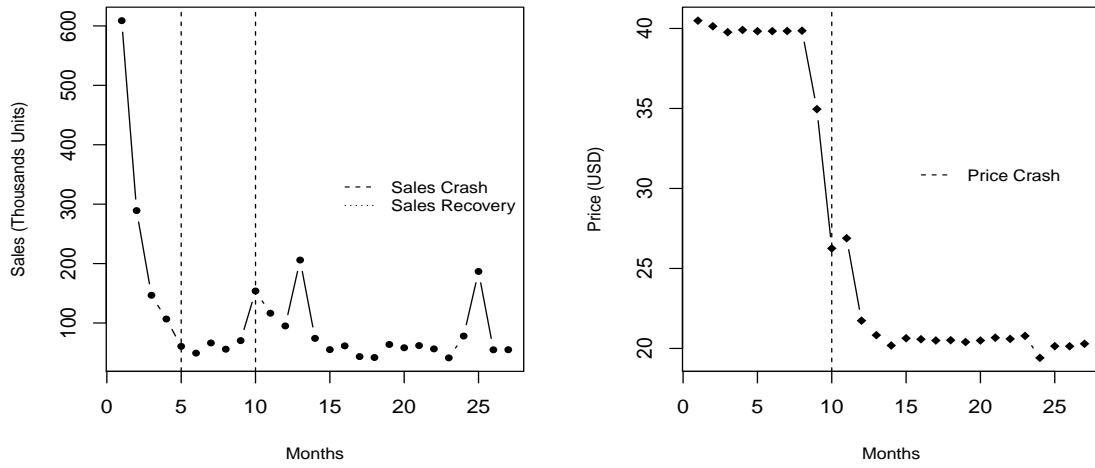 600
500
400
300
200
100
Sales (Thousands Units)
Sales Crash
Sales Recovery
0 5 10 15 20 25
Months
40
35
30
25
20
Price (USD)
Price Crash
0 5 10 15 20 25
Months